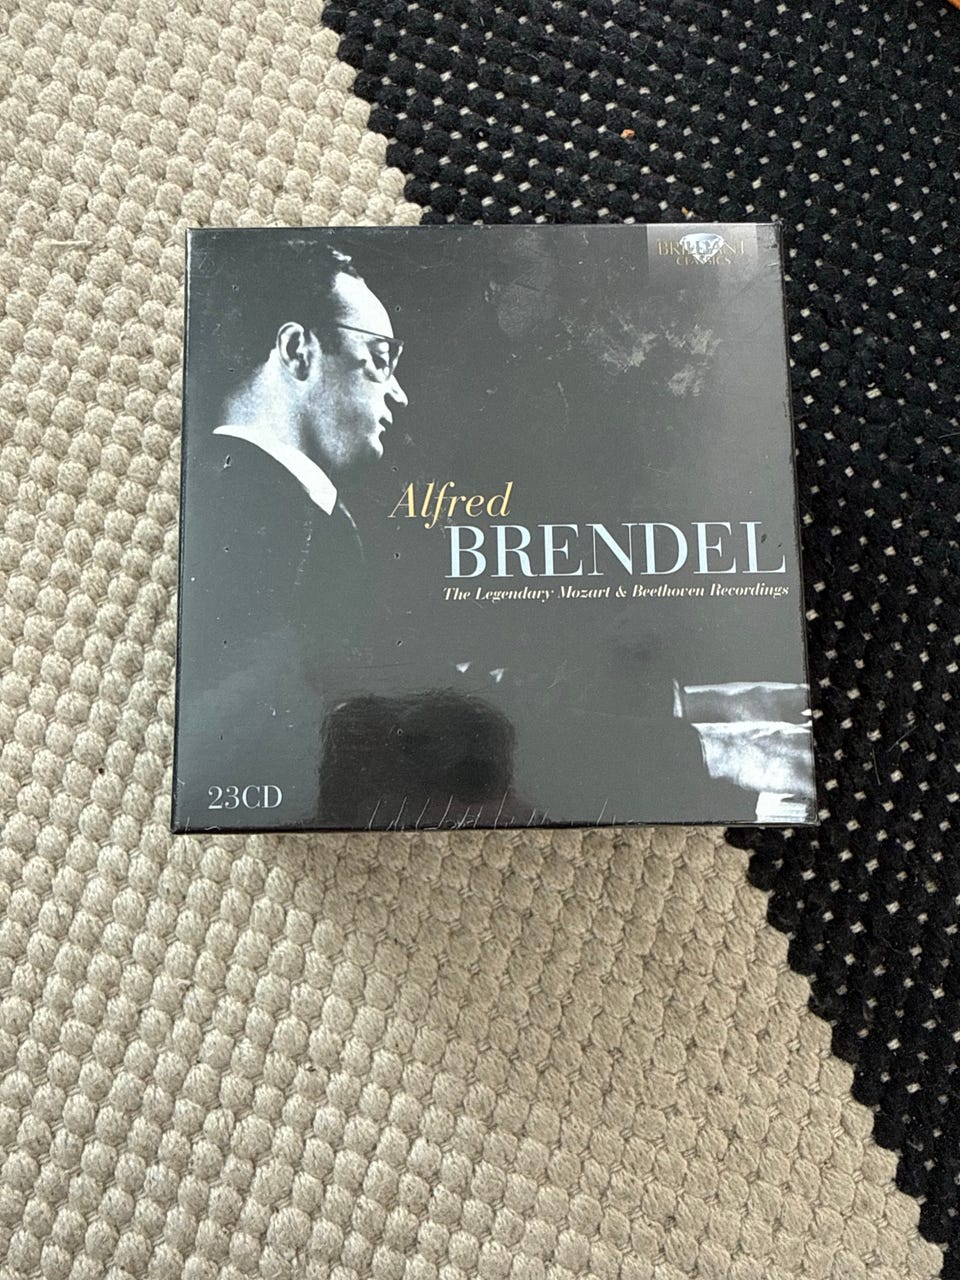 BRILLIANT
CLASSICS
Alfred
BRENDEL
The Legendary Mozart & Beethoven Recordings
23CD